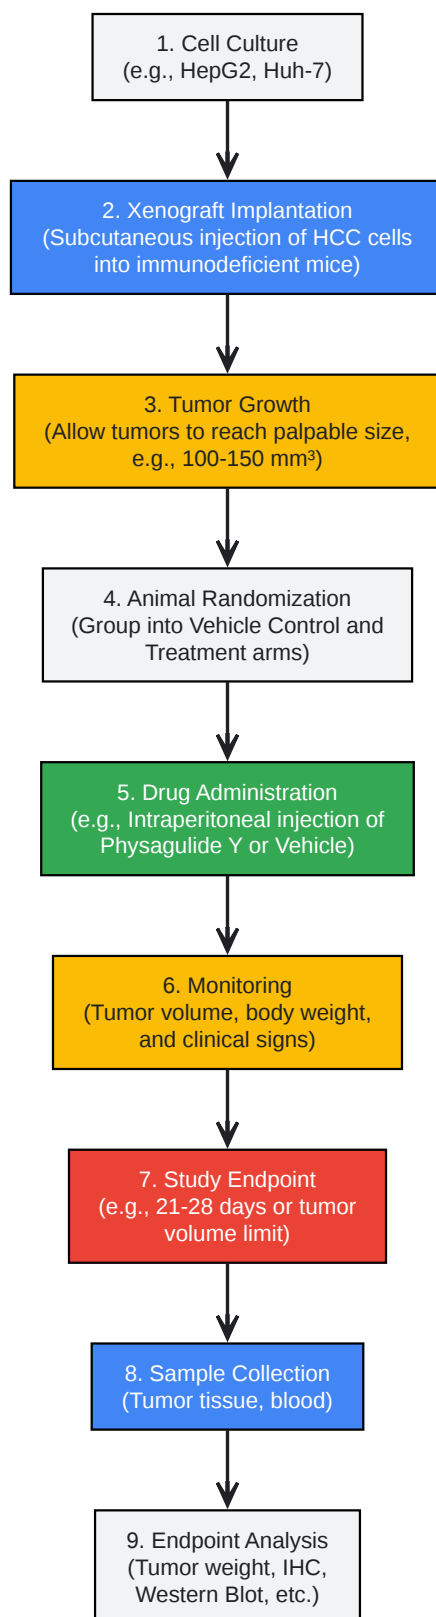 1. Cell Culture
(e.g., HepG2, Huh-7)
2. Xenograft Implantation
(Subcutaneous injection of HCC cells
into immunodeficient mice)
3. Tumor Growth
(Allow tumors to reach palpable size,
e.g., 100-150 mm³)
4. Animal Randomization
(Group into Vehicle Control and
Treatment arms)
5. Drug Administration
(e.g., Intraperitoneal injection of
Physagulide Y or Vehicle)
6. Monitoring
(Tumor volume, body weight,
and clinical signs)
7. Study Endpoint
(e.g., 21-28 days or tumor
volume limit)
8. Sample Collection
(Tumor tissue, blood)
9. Endpoint Analysis
(Tumor weight, IHC,
Western Blot, etc.)